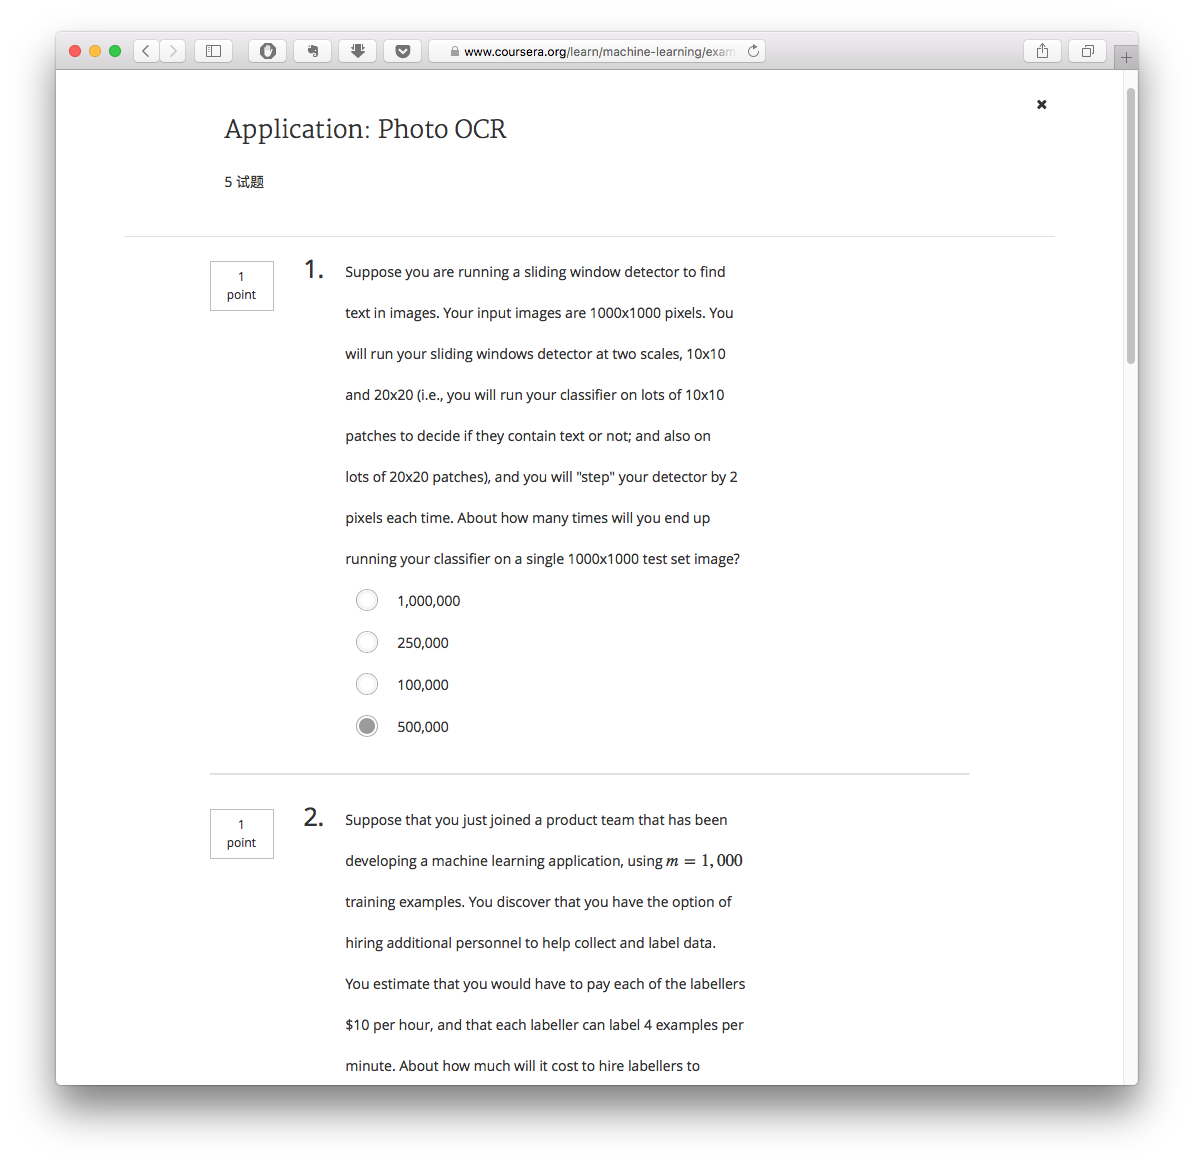 www.coursera.org/learn/machine-learning/exam
Application: Photo OCR
5 试题
1
point
1.
Suppose you are running a sliding window detector to find
text in images. Your input images are 1000x1000 pixels. You
will run your sliding windows detector at two scales, 10x10
and 20x20 (i.e., you will run your classifier on lots of 10x10
patches to decide if they contain text or not; and also on
lots of 20x20 patches), and you will "step" your detector by 2
pixels each time. About how many times will you end up
running your classifier on a single 1000x1000 test set image?
1,000,000
250,000
100,000
500,000
1
point
2.
Suppose that you just joined a product team that has been
developing a machine learning application, using m = 1, 000
training examples. You discover that you have the option of
hiring additional personnel to help collect and label data.
You estimate that you would have to pay each of the labellers
$10 per hour, and that each labeller can label 4 examples per
minute. About how much will it cost to hire labellers to